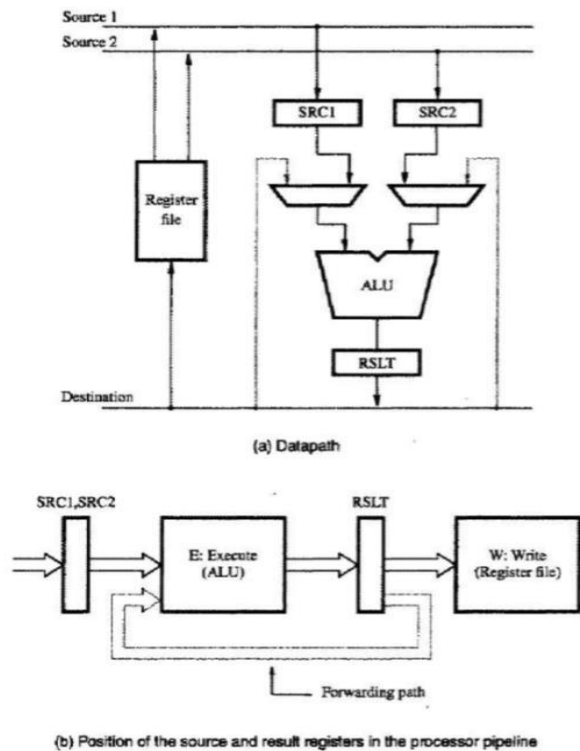 Source 1
Source 2
SRC1
SRC2
Register
file
ALU
RSLT
Destination
(a) Datapath
SRC1,SRC2
RSLT
E: Execute
(ALU)
W: Write
(Register file)
Forwarding path
(b) Position of the source and result registers in the processor pipeline